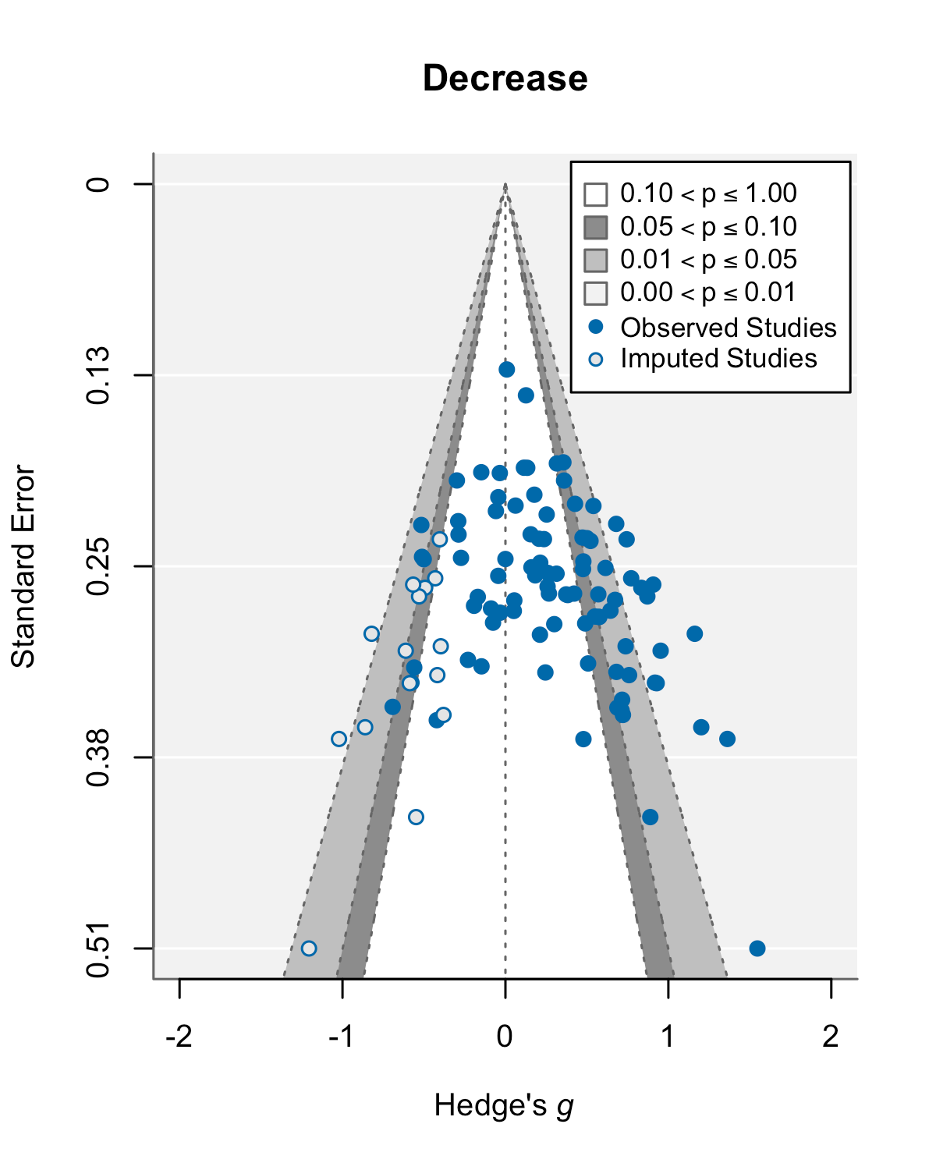 Decrease
0.10 < p ≤ 1.00
0.05 < p ≤ 0.10
0.01 < p ≤ 0.05
0.00 < p ≤ 0.01
Observed Studies
Imputed Studies
Standard Error
0
0.13
0.25
0.38
0.51
-2
-1
0
1
2
Hedge's g